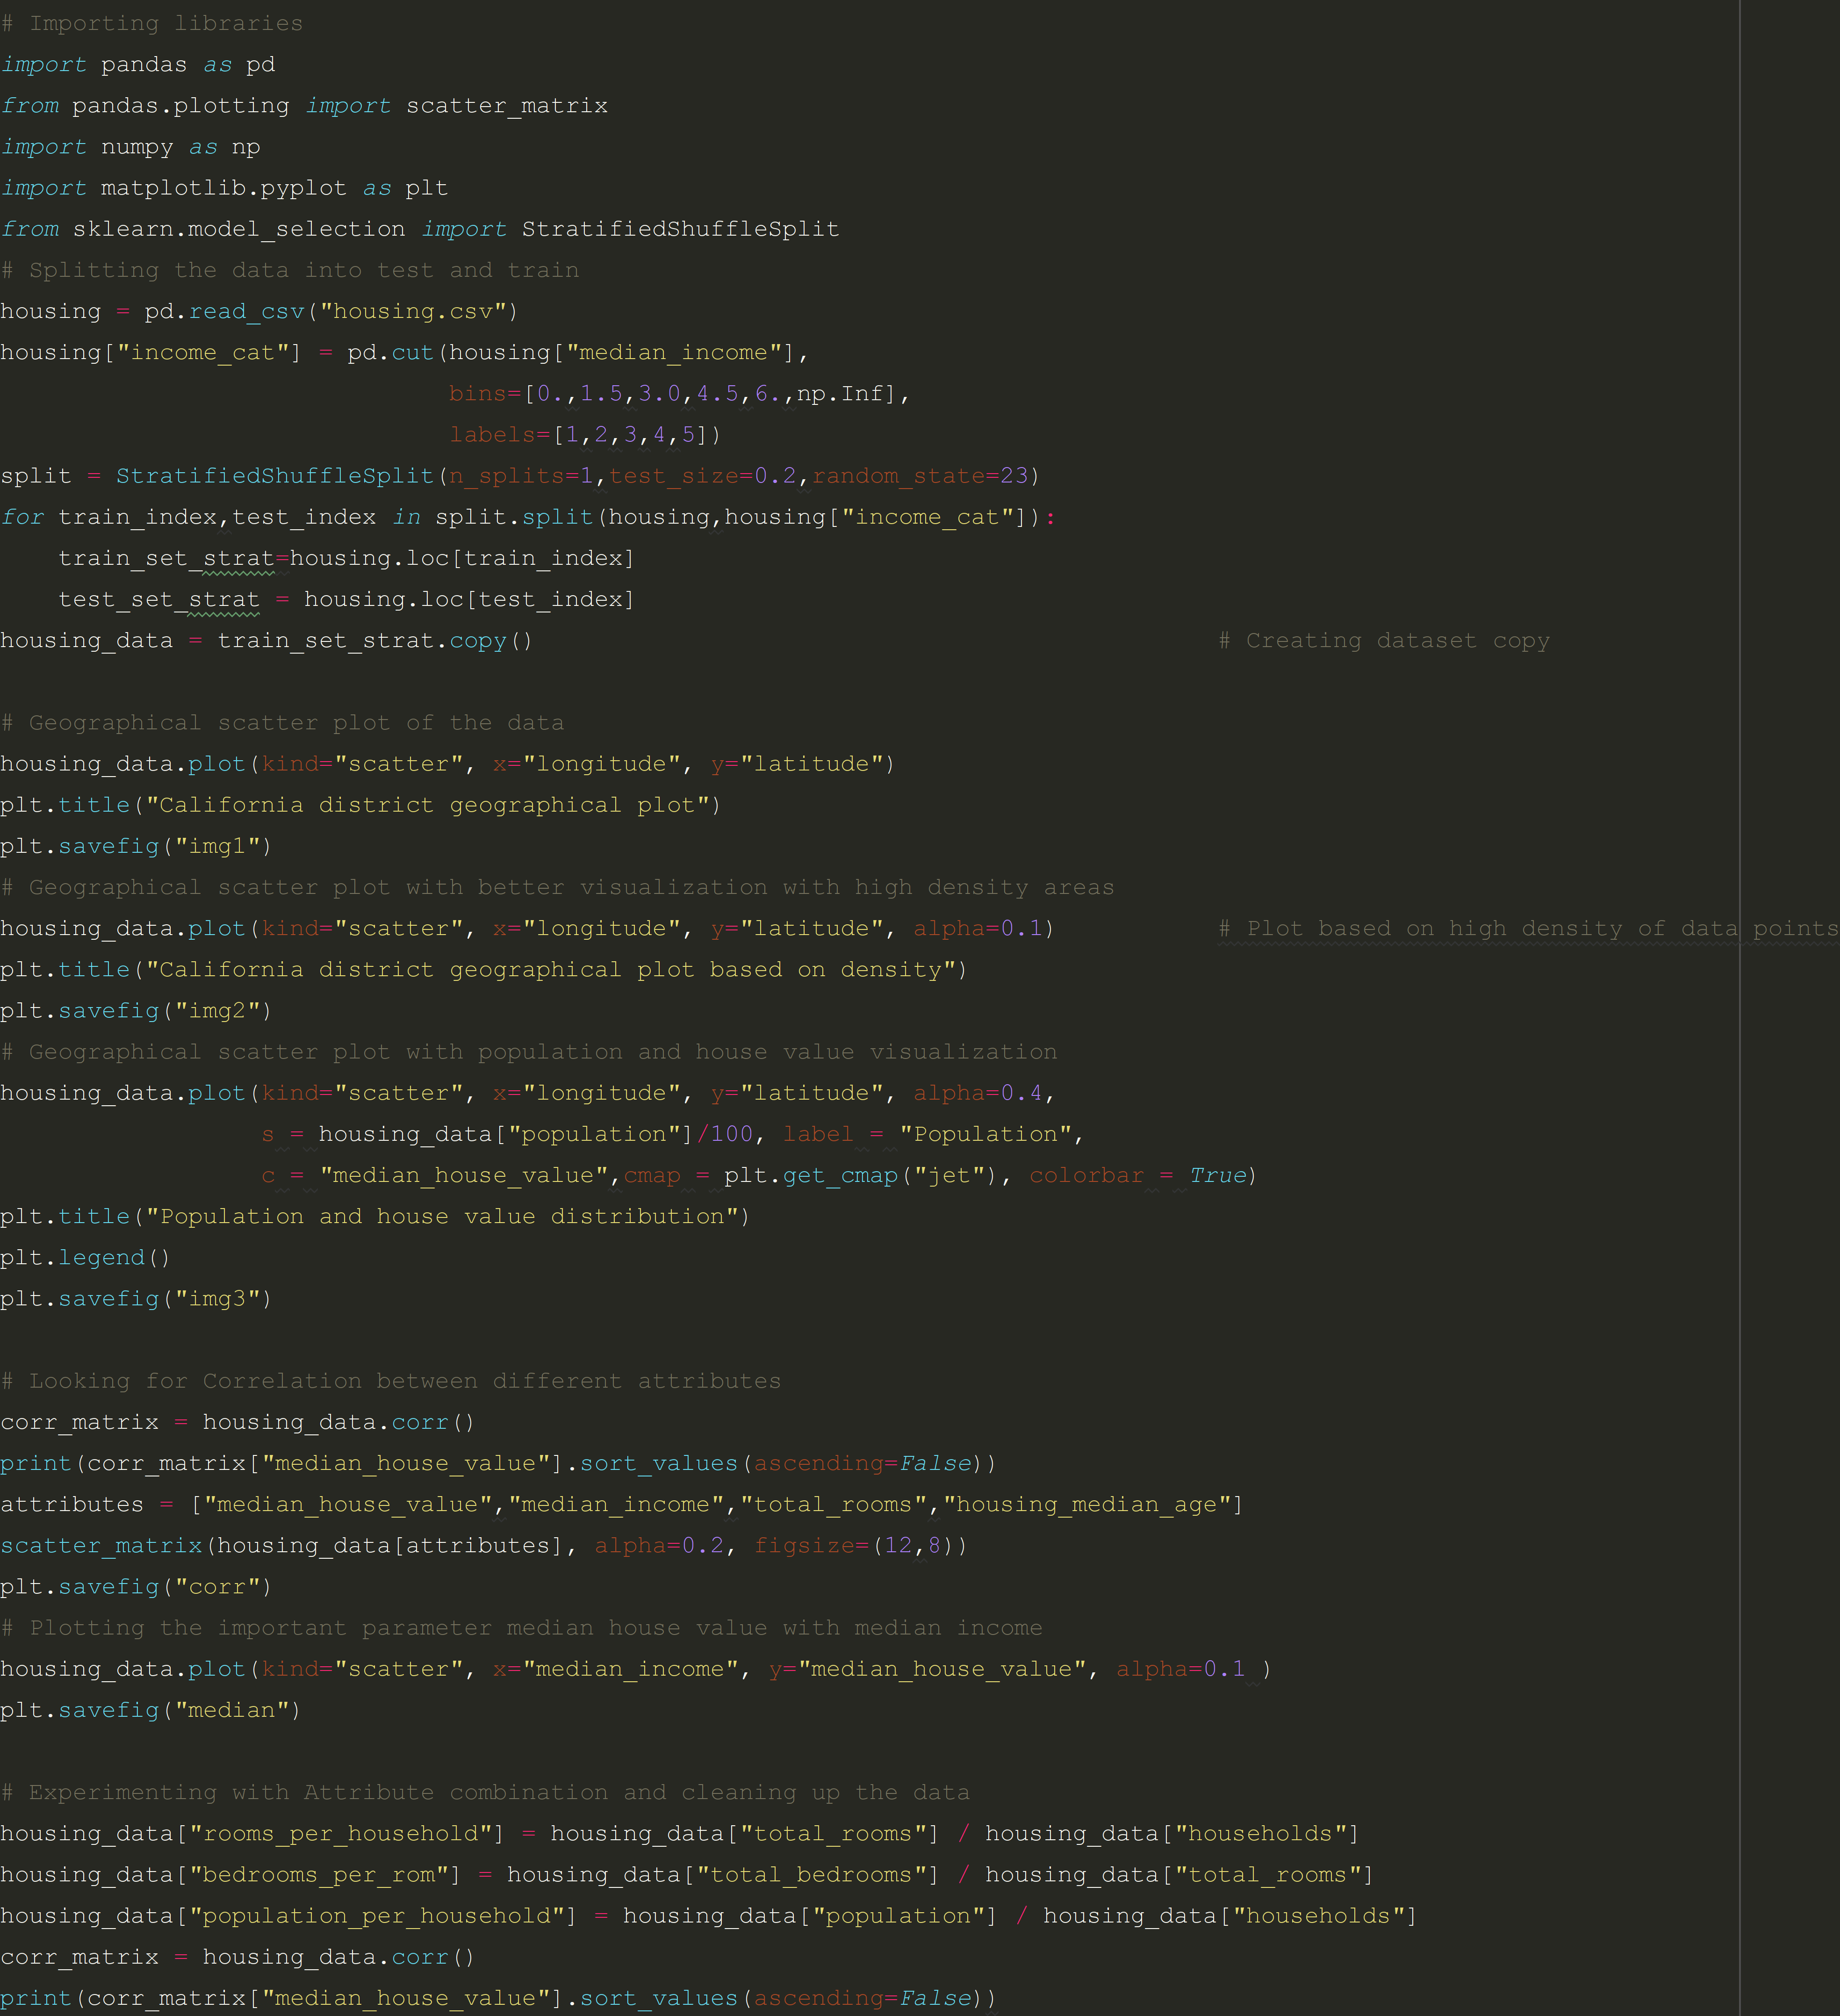 # Importing libraries
import pandas as pd
from pandas.plotting import scatter_matrix
import numpy as np
import matplotlib.pyplot as plt
from sklearn.model_selection import StratifiedShuffleSplit
# Splitting the data into test and train
housing = pd.read_csv("housing.csv")
housing["income_cat"] = pd.cut(housing["median_income"],
                               bins=[0.,1.5,3.0,4.5,6.,np.Inf],
                               labels=[1,2,3,4,5])
split = StratifiedShuffleSplit(n_splits=1,test_size=0.2,random_state=23)
for train_index,test_index in split.split(housing,housing["income_cat"]):
    train_set_strat=housing.loc[train_index]
    test_set_strat = housing.loc[test_index]
housing_data = train_set_strat.copy()                                               # Creating dataset copy

# Geographical scatter plot of the data
housing_data.plot(kind="scatter", x="longitude", y="latitude")
plt.title("California district geographical plot")
plt.savefig("img1")
# Geographical scatter plot with better visualization with high density areas
housing_data.plot(kind="scatter", x="longitude", y="latitude", alpha=0.1)           # Plot based on high density of data points
plt.title("California district geographical plot based on density")
plt.savefig("img2")
# Geographical scatter plot with population and house value visualization
housing_data.plot(kind="scatter", x="longitude", y="latitude", alpha=0.4,
                  s = housing_data["population"]/100, label = "Population",
                  c = "median_house_value",cmap = plt.get_cmap("jet"), colorbar = True)
plt.title("Population and house value distribution")
plt.legend()
plt.savefig("img3")

# Looking for Correlation between different attributes
corr_matrix = housing_data.corr()
print(corr_matrix["median_house_value"].sort_values(ascending=False))
attributes = ["median_house_value","median_income","total_rooms","housing_median_age"]
scatter_matrix(housing_data[attributes], alpha=0.2, figsize=(12,8))
plt.savefig("corr")
# Plotting the important parameter median house value with median income
housing_data.plot(kind="scatter", x="median_income", y="median_house_value", alpha=0.1 )
plt.savefig("median")

# Experimenting with Attribute combination and cleaning up the data
housing_data["rooms_per_household"] = housing_data["total_rooms"] / housing_data["households"]
housing_data["bedrooms_per_rom"] = housing_data["total_bedrooms"] / housing_data["total_rooms"]
housing_data["population_per_household"] = housing_data["population"] / housing_data["households"]
corr_matrix = housing_data.corr()
print(corr_matrix["median_house_value"].sort_values(ascending=False))